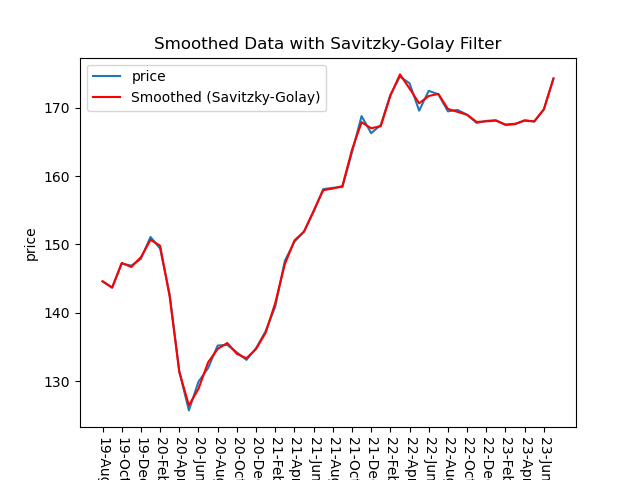 Smoothed Data with Savitzky-Golay Filter
price
Smoothed (Savitzky-Golay)
170
160
150
140
130
price
19-Aug
19-Oct
19-Dec
20-Feb
20-Apr
20-Jun
20-Aug
20-Oct
20-Dec
21-Feb
21-Apr
21-Jun
21-Aug
21-Oct
21-Dec
22-Feb
22-Apr
22-Jun
22-Aug
22-Oct
22-Dec
23-Feb
23-Apr
23-Jun